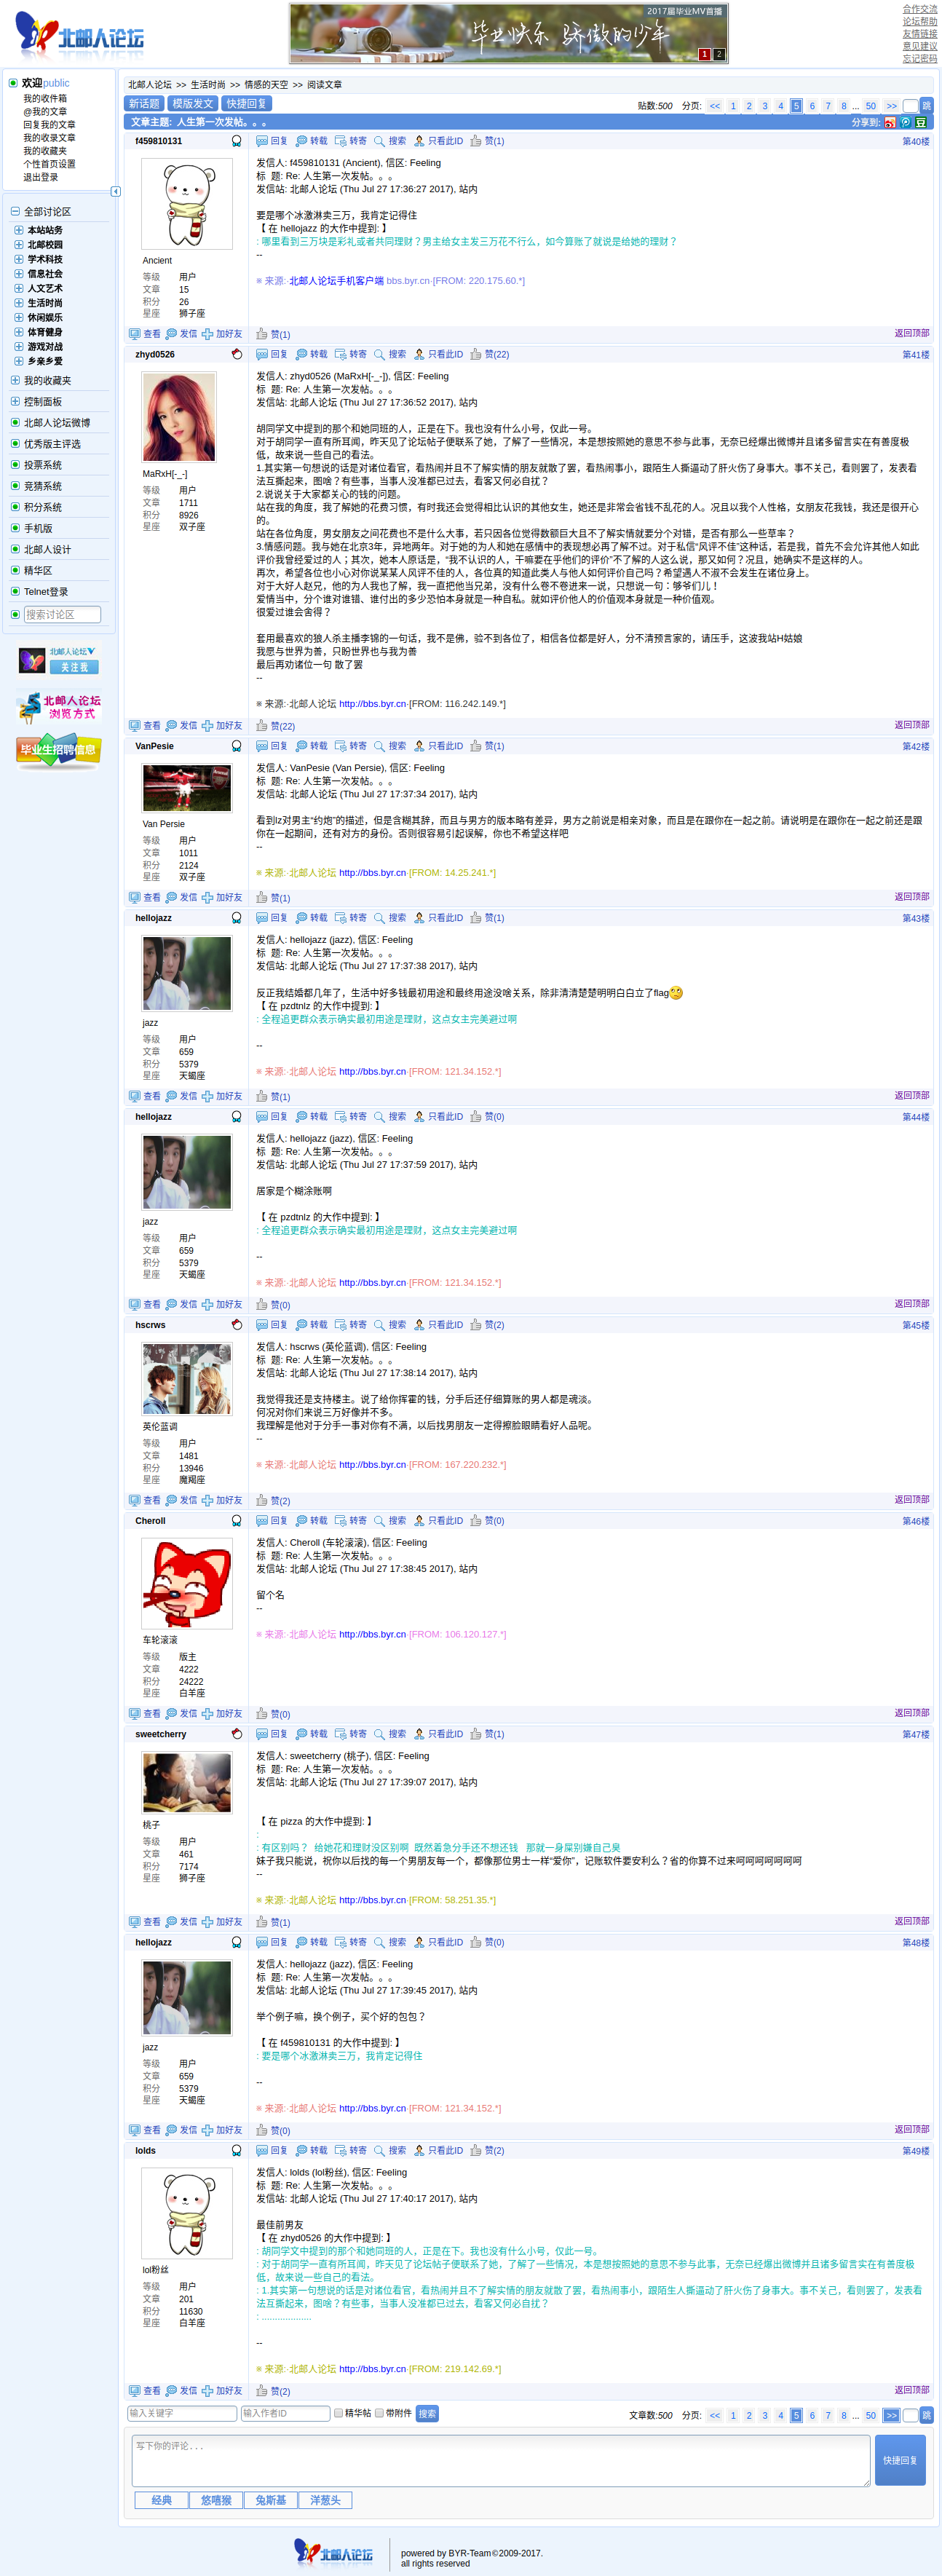 北邮人论坛
2017届毕业MV首播
毕业快乐 骄傲的少年
1 2
合作交流
论坛帮助
友情链接
意见建议
忘记密码
欢迎public
我的收件箱
@我的文章
回复我的文章
我的收录文章
我的收藏夹
个性首页设置
退出登录
全部讨论区
本站站务
北邮校园
学术科技
信息社会
人文艺术
生活时尚
休闲娱乐
体育健身
游戏对战
乡亲乡爱
我的收藏夹
控制面板
北邮人论坛微博
优秀版主评选
投票系统
竞猜系统
积分系统
手机版
北邮人设计
精华区
Telnet登录
搜索讨论区
北邮人论坛
关注我
北邮人论坛
浏览方式
毕业生招聘信息
北邮人论坛 >> 生活时尚 >> 情感的天空 >> 阅读文章
新话题 模版发文 快捷回复
贴数:500 分页: << 1 2 3 4 5 6 7 8 ... 50 >> 跳
文章主题: 人生第一次发帖。。。
分享到:
f459810131
回复 转载 转寄 搜索 只看此ID 赞(1)
第40楼
Ancient
等级 用户
文章 15
积分 26
星座 狮子座
发信人: f459810131 (Ancient), 信区: Feeling
标 题: Re: 人生第一次发帖。。。
发信站: 北邮人论坛 (Thu Jul 27 17:36:27 2017), 站内
要是哪个冰激淋卖三万，我肯定记得住
【 在 hellojazz 的大作中提到: 】
: 哪里看到三万块是彩礼或者共同理财？男主给女主发三万花不行么，如今算账了就说是给她的理财？
--
※ 来源:·北邮人论坛手机客户端 bbs.byr.cn·[FROM: 220.175.60.*]
查看 发信 加好友 赞(1)
返回顶部
zhyd0526
回复 转载 转寄 搜索 只看此ID 赞(22)
第41楼
MaRxH[-_-]
等级 用户
文章 1711
积分 8926
星座 双子座
发信人: zhyd0526 (MaRxH[-_-]), 信区: Feeling
标 题: Re: 人生第一次发帖。。。
发信站: 北邮人论坛 (Thu Jul 27 17:36:52 2017), 站内
胡同学文中提到的那个和她同班的人，正是在下。我也没有什么小号，仅此一号。
对于胡同学一直有所耳闻，昨天见了论坛帖子便联系了她，了解了一些情况，本是想按照她的意思不参与此事，无奈已经爆出微博并且诸多留言实在有善度极低，故来说一些自己的看法。
1.其实第一句想说的话是对诸位看官，看热闹并且不了解实情的朋友就散了罢，看热闹事小，跟陌生人撕逼动了肝火伤了身事大。事不关己，看则罢了，发表看法互撕起来，图啥？有些事，当事人没准都已过去，看客又何必自扰？
2.说说关于大家都关心的钱的问题。
站在我的角度，我了解她的花费习惯，有时我还会觉得相比认识的其他女生，她还是非常会省钱不乱花的人。况且以我个人性格，女朋友花我钱，我还是很开心的。
站在各位角度，男女朋友之间花费也不是什么大事，若只因各位觉得数额巨大且不了解实情就要分个对错，是否有那么一些草率？
3.情感问题。我与她在北京3年，异地两年。对于她的为人和她在感情中的表现想必再了解不过。对于私信“风评不佳”这种话，若是我，首先不会允许其他人如此评价我曾经爱过的人；其次，她本人原话是，“我不认识的人，干嘛要在乎他们的评价”不了解的人这么说，那又如何？况且，她确实不是这样的人。
再次，希望各位也小心对你说某某人风评不佳的人，各位真的知道此类人与他人如何评价自己吗？希望遇人不淑不会发生在诸位身上。
对于大好人赵兄，他的为人我也了解，我一直把他当兄弟，没有什么卷不卷进来一说，只想说一句：够爷们儿！
爱情当中，分个谁对谁错、谁付出的多少恐怕本身就是一种自私。就如评价他人的价值观本身就是一种价值观。
很爱过谁会舍得？
套用最喜欢的狼人杀主播李锦的一句话，我不是佛，验不到各位了，相信各位都是好人，分不清预言家的，请压手，这波我站H姑娘
我愿与世界为善，只盼世界也与我为善
最后再劝诸位一句 散了罢
--
※ 来源:·北邮人论坛 http://bbs.byr.cn·[FROM: 116.242.149.*]
查看 发信 加好友 赞(22)
返回顶部
VanPesie
回复 转载 转寄 搜索 只看此ID 赞(1)
第42楼
Van Persie
等级 用户
文章 1011
积分 2124
星座 双子座
发信人: VanPesie (Van Persie), 信区: Feeling
标 题: Re: 人生第一次发帖。。。
发信站: 北邮人论坛 (Thu Jul 27 17:37:34 2017), 站内
看到lz对男主“约炮”的描述，但是含糊其辞，而且与男方的版本略有差异，男方之前说是相亲对象，而且是在跟你在一起之前。请说明是在跟你在一起之前还是跟你在一起期间，还有对方的身份。否则很容易引起误解，你也不希望这样吧
--
※ 来源:·北邮人论坛 http://bbs.byr.cn·[FROM: 14.25.241.*]
查看 发信 加好友 赞(1)
返回顶部
hellojazz
回复 转载 转寄 搜索 只看此ID 赞(1)
第43楼
jazz
等级 用户
文章 659
积分 5379
星座 天蝎座
发信人: hellojazz (jazz), 信区: Feeling
标 题: Re: 人生第一次发帖。。。
发信站: 北邮人论坛 (Thu Jul 27 17:37:38 2017), 站内
反正我结婚都几年了，生活中好多钱最初用途和最终用途没啥关系，除非清清楚楚明明白白立了flag
【 在 pzdtnlz 的大作中提到: 】
: 全程追更群众表示确实最初用途是理财，这点女主完美避过啊
--
※ 来源:·北邮人论坛 http://bbs.byr.cn·[FROM: 121.34.152.*]
查看 发信 加好友 赞(1)
返回顶部
hellojazz
回复 转载 转寄 搜索 只看此ID 赞(0)
第44楼
jazz
等级 用户
文章 659
积分 5379
星座 天蝎座
发信人: hellojazz (jazz), 信区: Feeling
标 题: Re: 人生第一次发帖。。。
发信站: 北邮人论坛 (Thu Jul 27 17:37:59 2017), 站内
居家是个糊涂账啊
【 在 pzdtnlz 的大作中提到: 】
: 全程追更群众表示确实最初用途是理财，这点女主完美避过啊
--
※ 来源:·北邮人论坛 http://bbs.byr.cn·[FROM: 121.34.152.*]
查看 发信 加好友 赞(0)
返回顶部
hscrws
回复 转载 转寄 搜索 只看此ID 赞(2)
第45楼
英伦蓝调
等级 用户
文章 1481
积分 13946
星座 魔羯座
发信人: hscrws (英伦蓝调), 信区: Feeling
标 题: Re: 人生第一次发帖。。。
发信站: 北邮人论坛 (Thu Jul 27 17:38:14 2017), 站内
我觉得我还是支持楼主。说了给你挥霍的钱，分手后还仔细算账的男人都是魂淡。
何况对你们来说三万好像并不多。
我理解是他对于分手一事对你有不满，以后找男朋友一定得擦脸眼睛看好人品呢。
--
※ 来源:·北邮人论坛 http://bbs.byr.cn·[FROM: 167.220.232.*]
查看 发信 加好友 赞(2)
返回顶部
Cheroll
回复 转载 转寄 搜索 只看此ID 赞(0)
第46楼
车轮滚滚
等级 版主
文章 4222
积分 24222
星座 白羊座
发信人: Cheroll (车轮滚滚), 信区: Feeling
标 题: Re: 人生第一次发帖。。。
发信站: 北邮人论坛 (Thu Jul 27 17:38:45 2017), 站内
留个名
--
※ 来源:·北邮人论坛 http://bbs.byr.cn·[FROM: 106.120.127.*]
查看 发信 加好友 赞(0)
返回顶部
sweetcherry
回复 转载 转寄 搜索 只看此ID 赞(1)
第47楼
桃子
等级 用户
文章 461
积分 7174
星座 狮子座
发信人: sweetcherry (桃子), 信区: Feeling
标 题: Re: 人生第一次发帖。。。
发信站: 北邮人论坛 (Thu Jul 27 17:39:07 2017), 站内
【 在 pizza 的大作中提到: 】
:
: 有区别吗？ 给她花和理财没区别啊 既然着急分手还不想还钱 那就一身屎别嫌自己臭
妹子我只能说，祝你以后找的每一个男朋友每一个，都像那位男士一样“爱你”，记账软件要安利么？省的你算不过来呵呵呵呵呵呵呵
--
※ 来源:·北邮人论坛 http://bbs.byr.cn·[FROM: 58.251.35.*]
查看 发信 加好友 赞(1)
返回顶部
hellojazz
回复 转载 转寄 搜索 只看此ID 赞(0)
第48楼
jazz
等级 用户
文章 659
积分 5379
星座 天蝎座
发信人: hellojazz (jazz), 信区: Feeling
标 题: Re: 人生第一次发帖。。。
发信站: 北邮人论坛 (Thu Jul 27 17:39:45 2017), 站内
举个例子嘛，换个例子，买个好的包包？
【 在 f459810131 的大作中提到: 】
: 要是哪个冰激淋卖三万，我肯定记得住
--
※ 来源:·北邮人论坛 http://bbs.byr.cn·[FROM: 121.34.152.*]
查看 发信 加好友 赞(0)
返回顶部
lolds
回复 转载 转寄 搜索 只看此ID 赞(2)
第49楼
lol粉丝
等级 用户
文章 201
积分 11630
星座 白羊座
发信人: lolds (lol粉丝), 信区: Feeling
标 题: Re: 人生第一次发帖。。。
发信站: 北邮人论坛 (Thu Jul 27 17:40:17 2017), 站内
最佳前男友
【 在 zhyd0526 的大作中提到: 】
: 胡同学文中提到的那个和她同班的人，正是在下。我也没有什么小号，仅此一号。
: 对于胡同学一直有所耳闻，昨天见了论坛帖子便联系了她，了解了一些情况，本是想按照她的意思不参与此事，无奈已经爆出微博并且诸多留言实在有善度极低，故来说一些自己的看法。
: 1.其实第一句想说的话是对诸位看官，看热闹并且不了解实情的朋友就散了罢，看热闹事小，跟陌生人撕逼动了肝火伤了身事大。事不关己，看则罢了，发表看法互撕起来，图啥？有些事，当事人没准都已过去，看客又何必自扰？
: ...................
--
※ 来源:·北邮人论坛 http://bbs.byr.cn·[FROM: 219.142.69.*]
查看 发信 加好友 赞(2)
返回顶部
输入关键字 输入作者ID 精华帖 带附件 搜索
文章数:500 分页: << 1 2 3 4 5 6 7 8 ... 50 >> 跳
写下你的评论...
快捷回复
经典 悠嘻猴 兔斯基 洋葱头
北邮人论坛
powered by BYR-Team©2009-2017.
all rights reserved